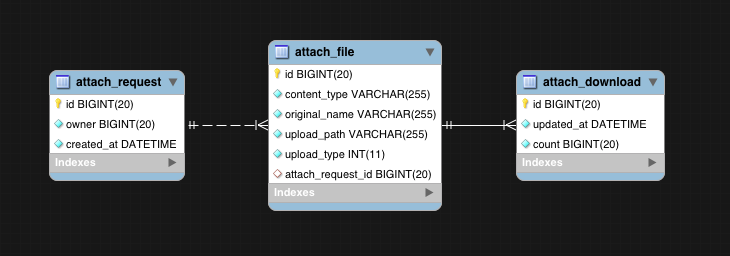 attach_request
id BIGINT(20)
owner BIGINT(20)
created_at DATETIME
Indexes
attach_file
id BIGINT(20)
content_type VARCHAR(255)
original_name VARCHAR(255)
upload_path VARCHAR(255)
upload_type INT(11)
attach_request_id BIGINT(20)
Indexes
attach_download
id BIGINT(20)
updated_at DATETIME
count BIGINT(20)
Indexes